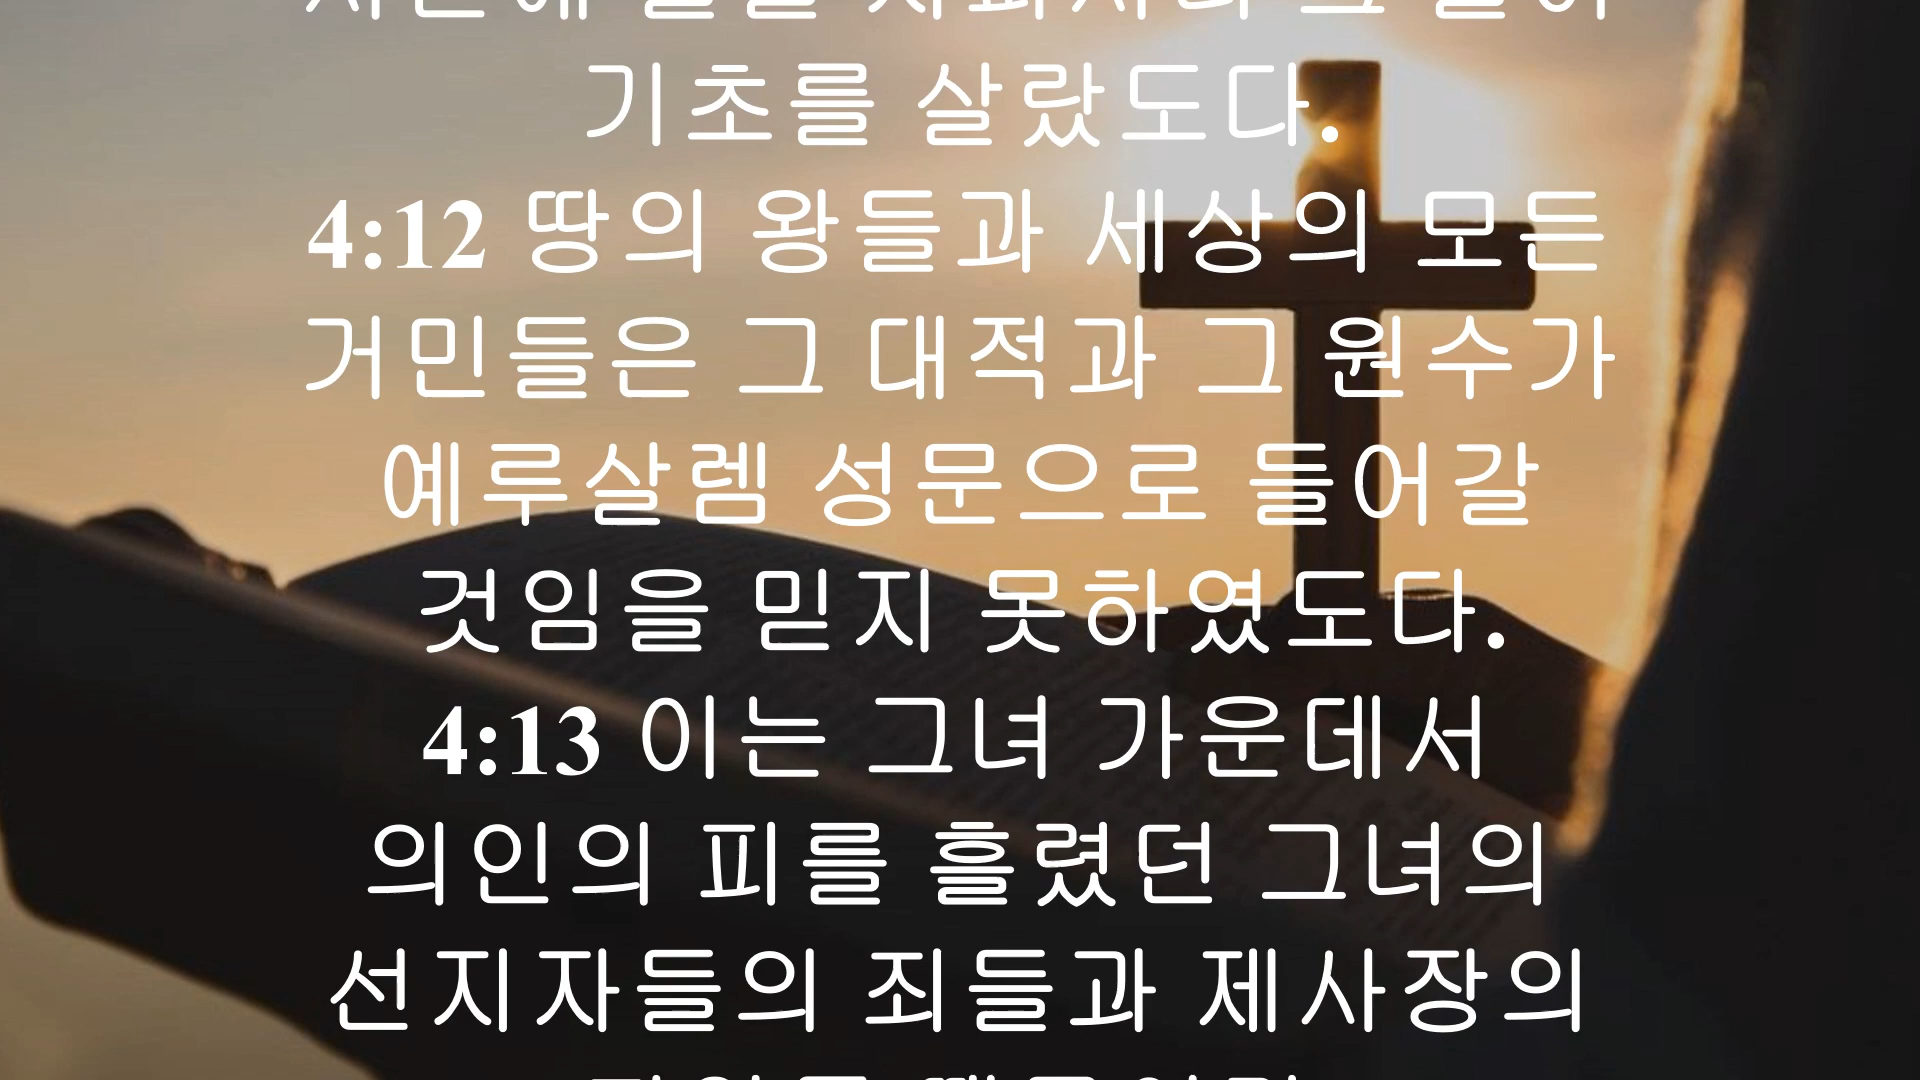 기초를 살랐도다.
4:12 땅의 왕들과 세상의 모든
거민들은 그 대적과 그 원수가
예루살렘 성문으로 들어갈
것임을 믿지 못하였도다.
4:13 이는 그녀 가운데서
의인의 피를 흘렸던 그녀의
선지자들의 죄들과 제사장의